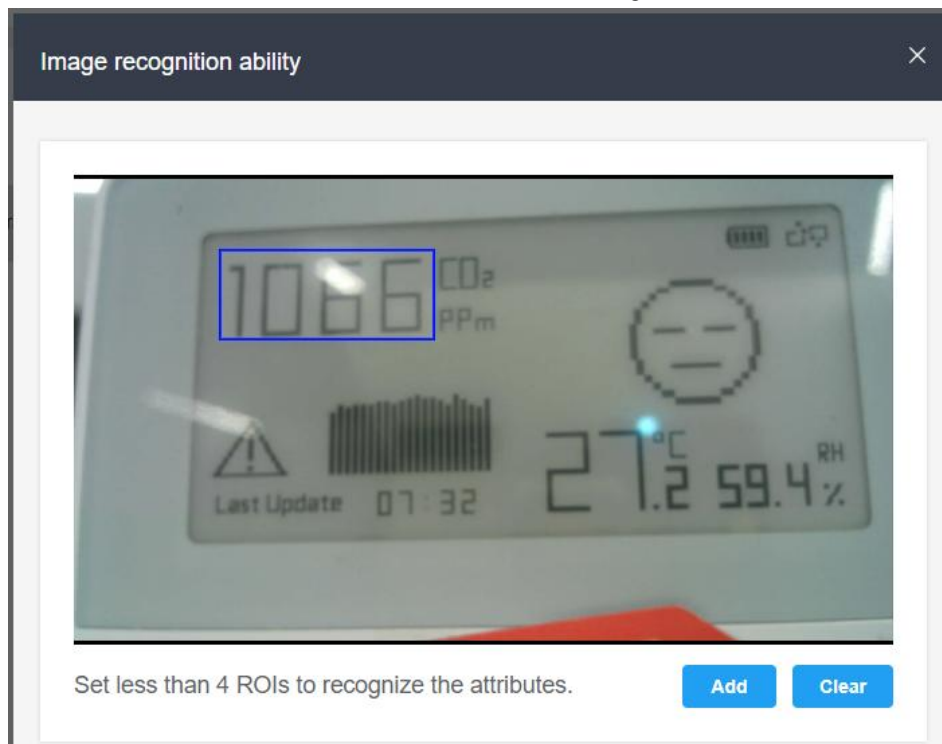 Image recognition ability
1066 CO2
PPm
27.2 °C
59.4 RH
%
Last Update 07:32
Set less than 4 ROIs to recognize the attributes.
Add Clear